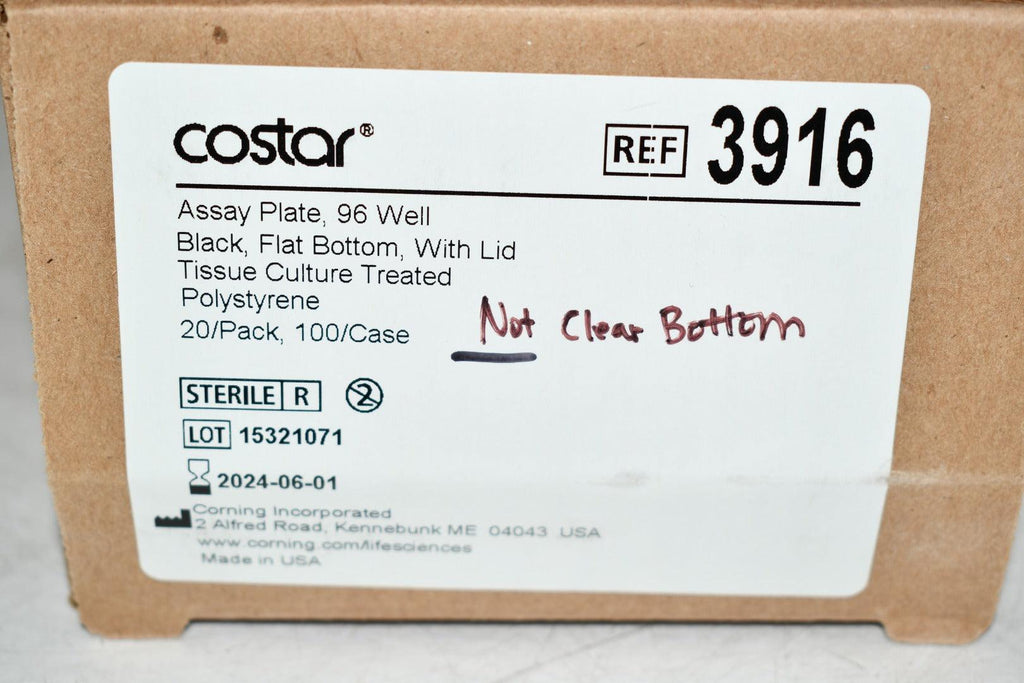 costar®
REF 3916
Assay Plate, 96 Well
Black, Flat Bottom, With Lid
Tissue Culture Treated
Polystyrene
20/Pack, 100/Case
Not Clear Bottom
STERILE R 2
LOT 15321071
2024-06-01
Corning Incorporated
2 Alfred Road, Kennebunk ME 04043 USA
www.corning.com/lifesciences
Made in USA